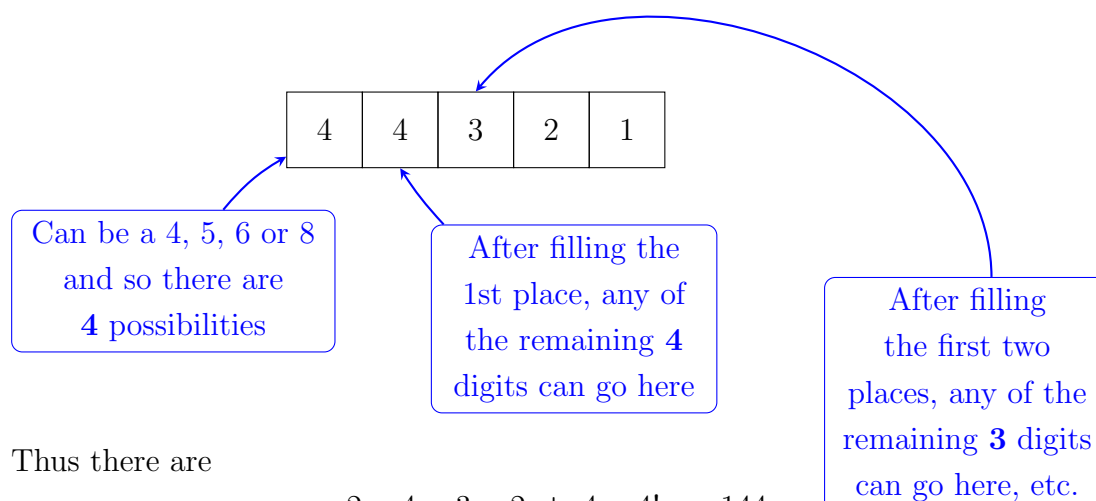 4 4 3 2 1
Can be a 4, 5, 6 or 8
and so there are
4 possibilities
After filling the
1st place, any of
the remaining 4
digits can go here
After filling
the first two
places, any of the
remaining 3 digits
can go here, etc.
Thus there are